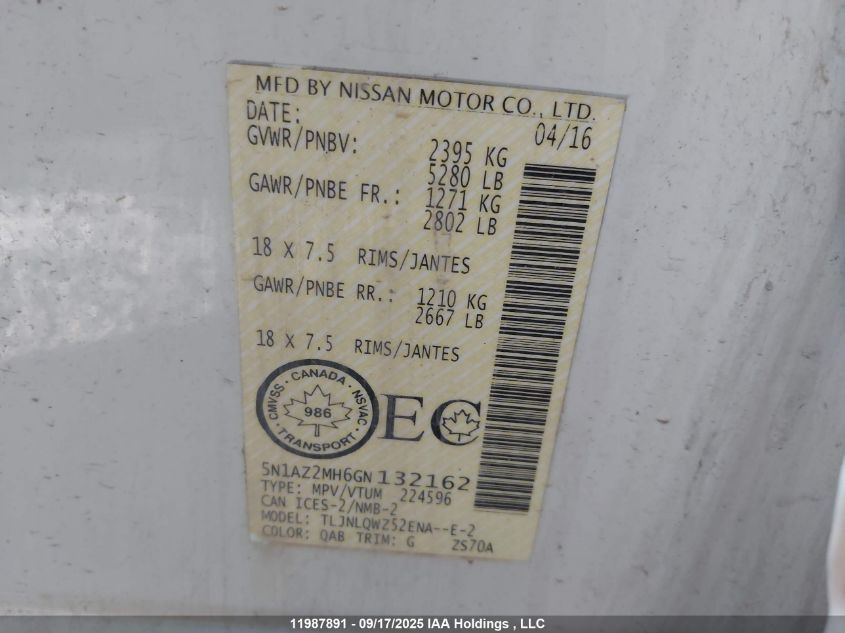 MFD BY NISSAN MOTOR CO., LTD.
DATE: 04/16
GVWR/PNBV: 2395 KG
5280 LB
GAWR/PNBE FR.: 1271 KG
2802 LB
18 X 7.5 RIMS/JANTES
GAWR/PNBE RR.: 1210 KG
2667 LB
18 X 7.5 RIMS/JANTES
CMVSS · CANADA · NSVAC
986
· TRANSPORT ·
EC
5N1AZ2MH6GN132162
TYPE: MPV/VTUM 224596
CAN ICES-2/NMB-2
MODEL: TLJNLQWZ52ENA--E-2
COLOR: QAB TRIM: G ZS70A
11987891 - 09/17/2025 IAA Holdings , LLC